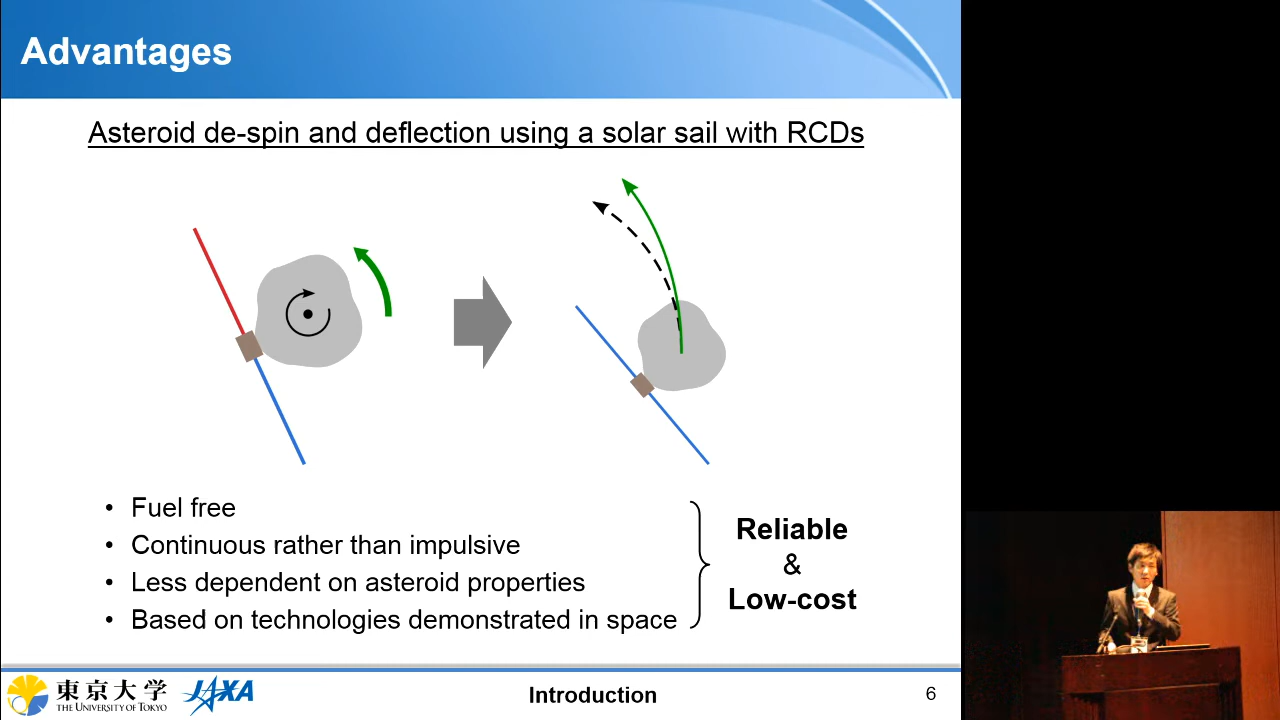 Advantages
Asteroid de-spin and deflection using a solar sail with RCDs
• Fuel free
• Continuous rather than impulsive
• Less dependent on asteroid properties
• Based on technologies demonstrated in space
Reliable
&
Low-cost
東京大学
THE UNIVERSITY OF TOKYO
JAXA
Introduction
6